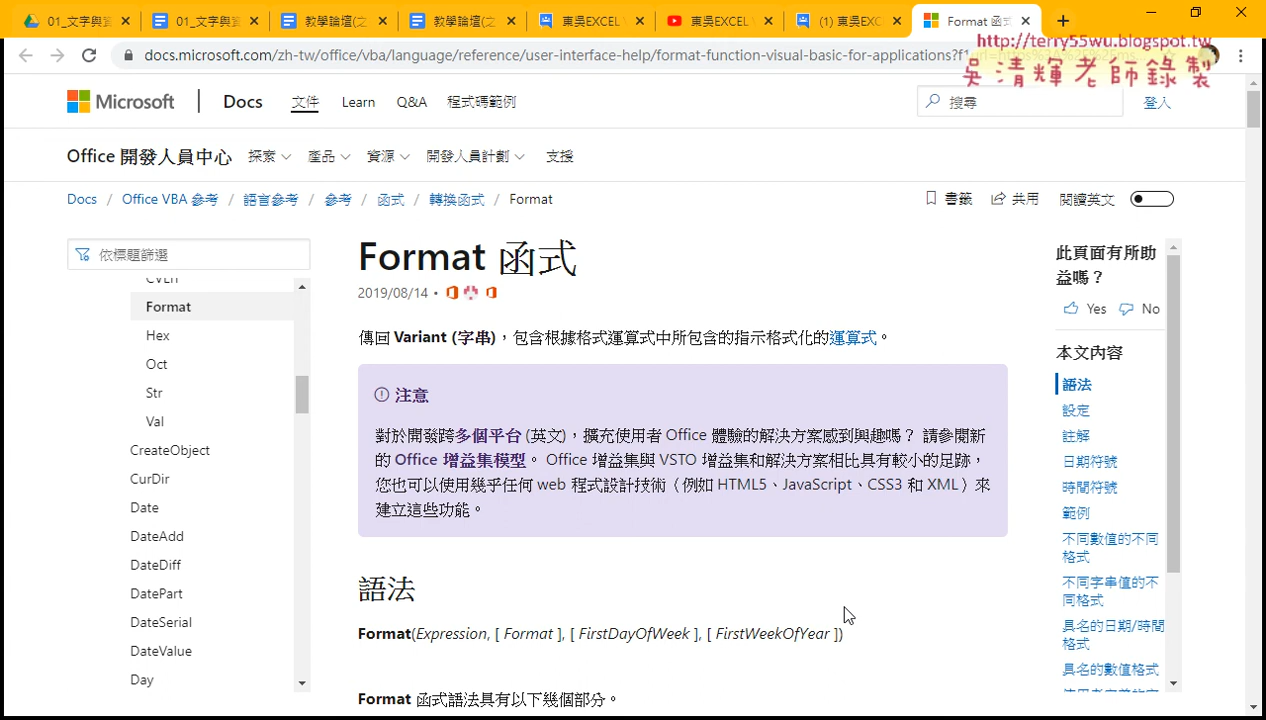 01_文字與資
01_文字與資
教學論壇(之
教學論壇(之
東吳EXCEL V
東吳EXCEL V
(1) 東吳EXC
Format 函式
docs.microsoft.com/zh-tw/office/vba/language/reference/user-interface-help/format-function-visual-basic-for-applications?f1
http://terry55wu.blogspot.tw
吳清輝老師錄製
Microsoft
Docs 文件 Learn Q&A 程式碼範例
搜尋
登入
Office 開發人員中心 探索 產品 資源 開發人員計劃 支援
Docs / Office VBA 參考 / 語言參考 / 參考 / 函式 / 轉換函式 / Format
書籤 共用 閱讀英文
依標題篩選
Format
Hex
Oct
Str
Val
CreateObject
CurDir
Date
DateAdd
DateDiff
DatePart
DateSerial
DateValue
Day
Format 函式
2019/08/14 •
傳回 Variant (字串)，包含根據格式運算式中所包含的指示格式化的運算式。
注意
對於開發跨多個平台 (英文)，擴充使用者 Office 體驗的解決方案感到興趣嗎？ 請參閱新
的 Office 增益集模型。 Office 增益集與 VSTO 增益集和解決方案相比具有較小的足跡，
您也可以使用幾乎任何 web 程式設計技術（例如 HTML5、JavaScript、CSS3 和 XML）來
建立這些功能。
語法
Format(Expression, [ Format ], [ FirstDayOfWeek ], [ FirstWeekOfYear ])
Format 函式語法具有以下幾個部分。
此頁面有所助
益嗎？
Yes No
本文內容
語法
設定
註解
日期符號
時間符號
範例
不同數值的不同
格式
不同字串值的不
同格式
具名的日期/時間
格式
具名的數值格式